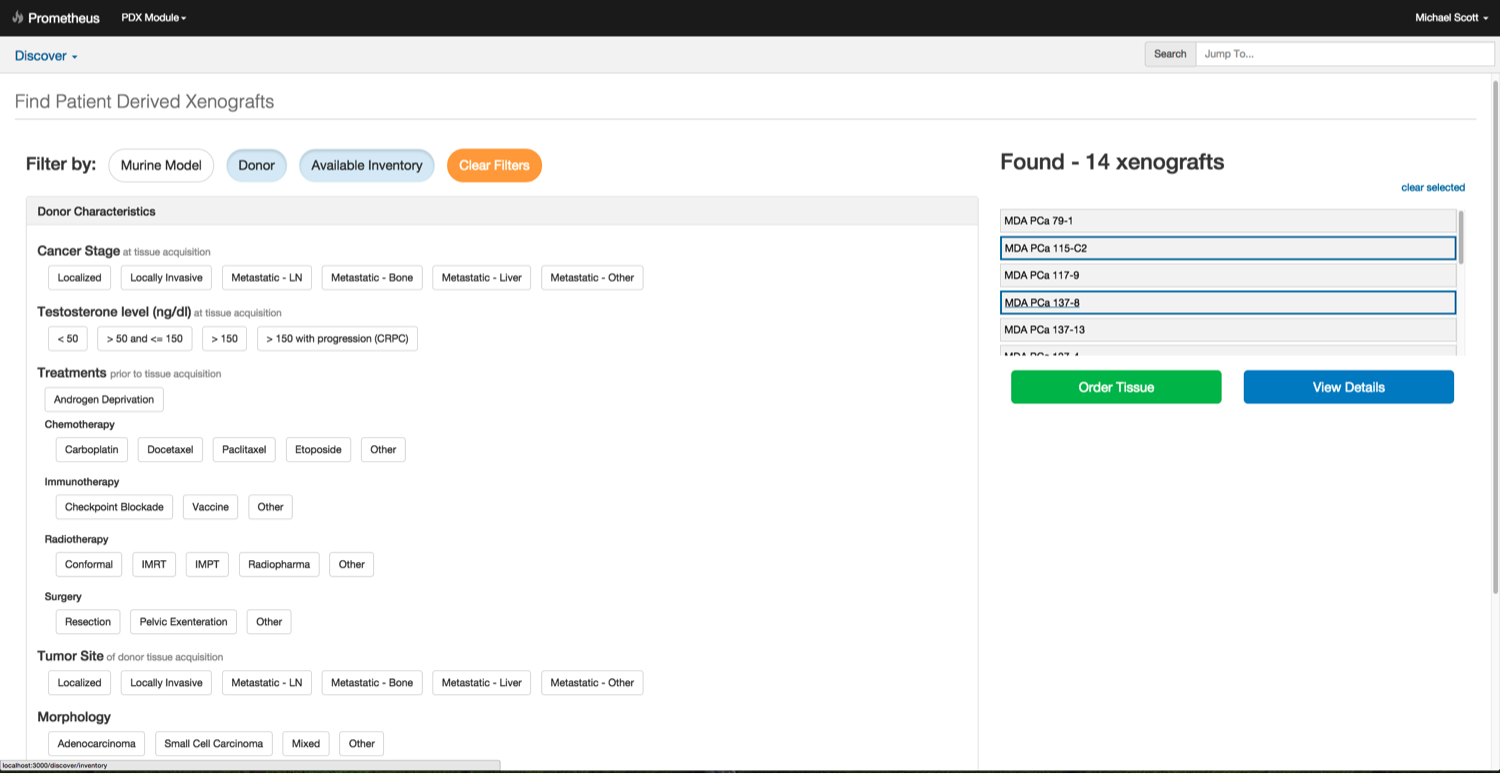 Prometheus PDX Module Michael Scott
Discover Search Jump To...
Find Patient Derived Xenografts
Filter by: Murine Model Donor Available Inventory Clear Filters
Donor Characteristics
Cancer Stage at tissue acquisition
Localized Locally Invasive Metastatic - LN Metastatic - Bone Metastatic - Liver Metastatic - Other
Testosterone level (ng/dl) at tissue acquisition
< 50 > 50 and <= 150 > 150 > 150 with progression (CRPC)
Treatments prior to tissue acquisition
Androgen Deprivation
Chemotherapy
Carboplatin Docetaxel Paclitaxel Etoposide Other
Immunotherapy
Checkpoint Blockade Vaccine Other
Radiotherapy
Conformal IMRT IMPT Radiopharma Other
Surgery
Resection Pelvic Exenteration Other
Tumor Site of donor tissue acquisition
Localized Locally Invasive Metastatic - LN Metastatic - Bone Metastatic - Liver Metastatic - Other
Morphology
Adenocarcinoma Small Cell Carcinoma Mixed Other
Found - 14 xenografts
clear selected
MDA PCa 79-1
MDA PCa 115-C2
MDA PCa 117-9
MDA PCa 137-8
MDA PCa 137-13
Order Tissue View Details
localhost:3000/discover/inventory